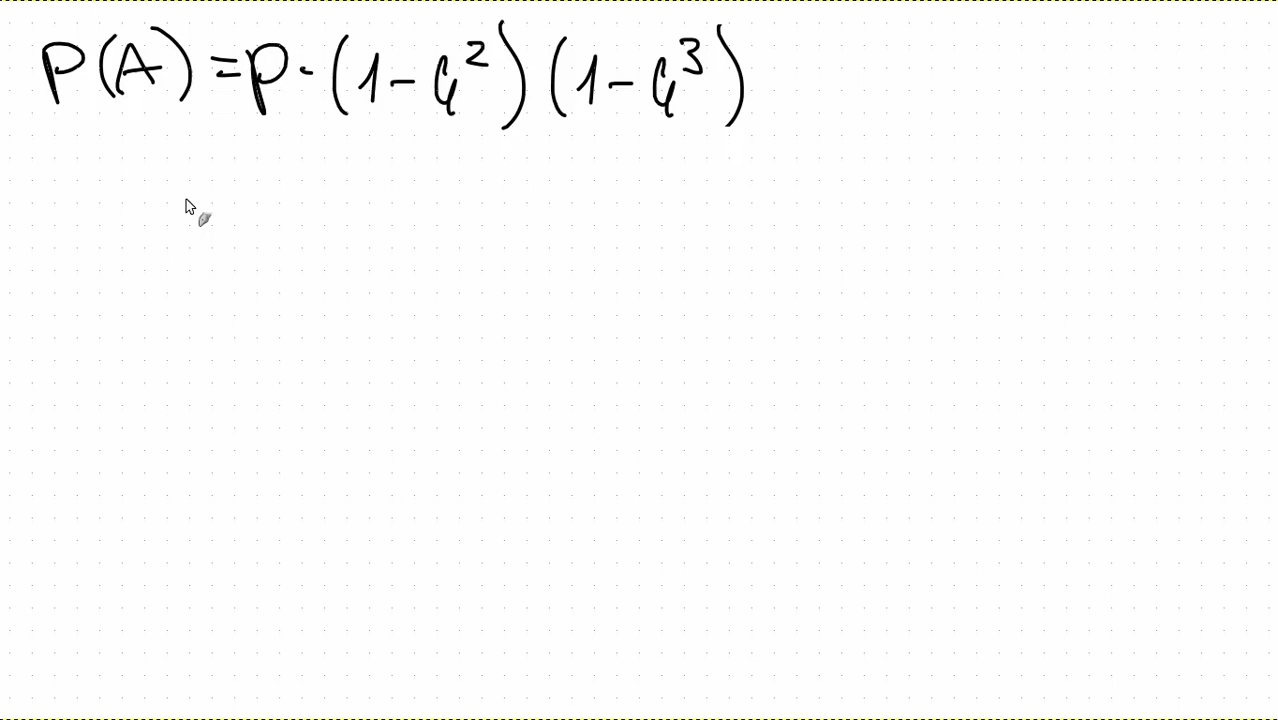 P(A) = p · (1 - q²) (1 - q³)